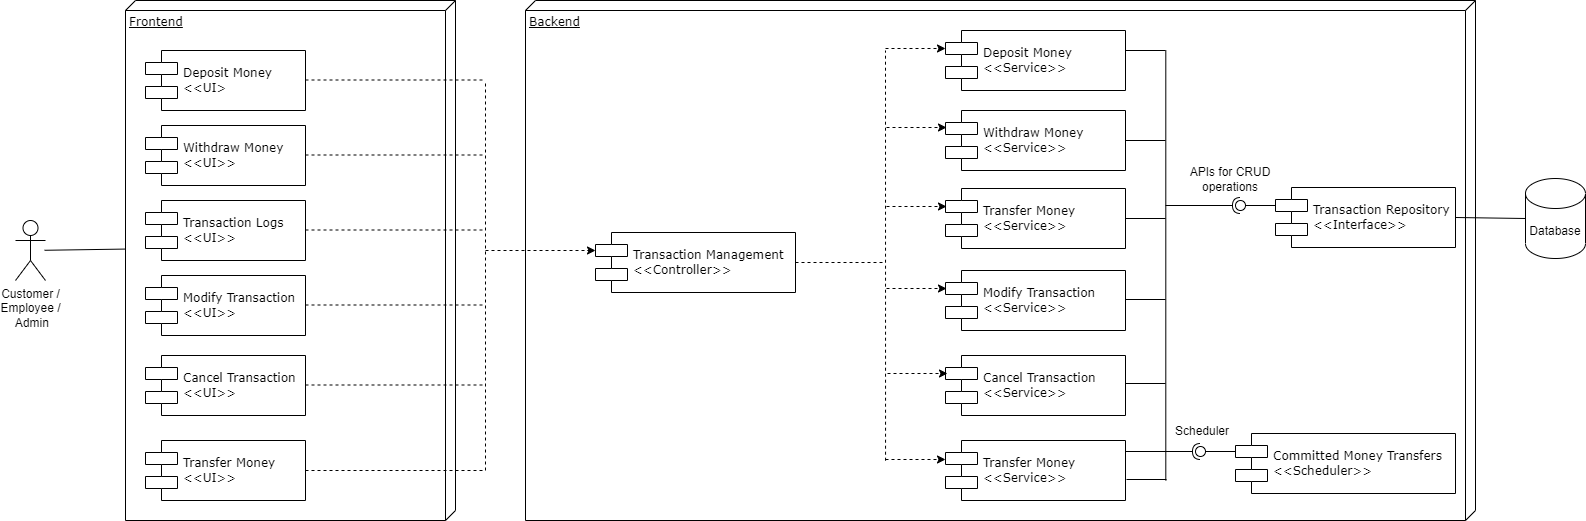 Frontend
Deposit Money
<<UI>
Withdraw Money
<<UI>>
Transaction Logs
<<UI>>
Modify Transaction
<<UI>>
Cancel Transaction
<<UI>>
Transfer Money
<<UI>>
Customer /
Employee /
Admin
Backend
Transaction Management
<<Controller>>
Deposit Money
<<Service>>
Withdraw Money
<<Service>>
Transfer Money
<<Service>>
Modify Transaction
<<Service>>
Cancel Transaction
<<Service>>
Transfer Money
<<Service>>
APIs for CRUD
operations
Transaction Repository
<<Interface>>
Scheduler
Committed Money Transfers
<<Scheduler>>
Database